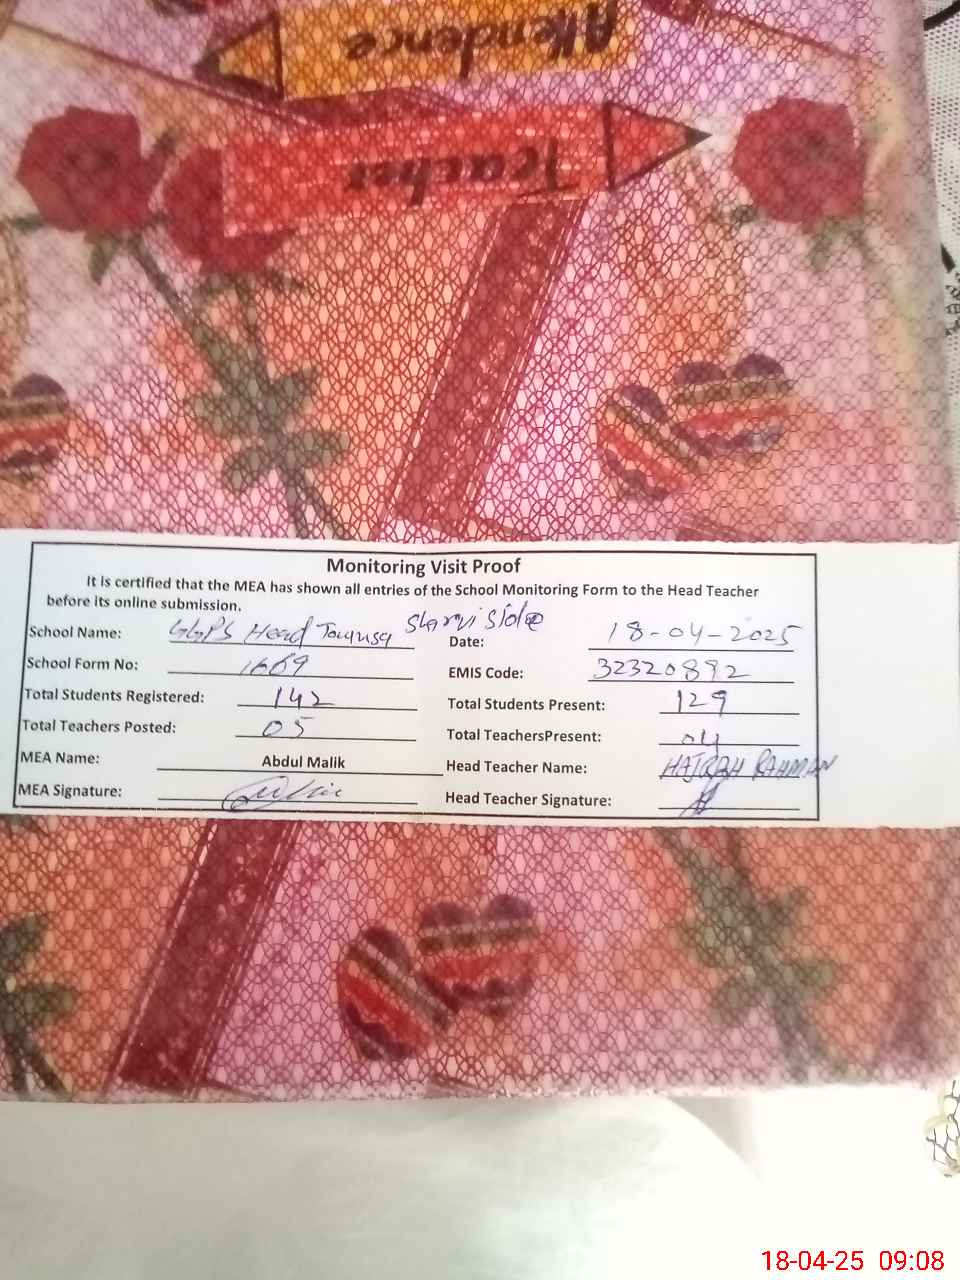 Attendence
Teacher
Monitoring Visit Proof
It is certified that the MEA has shown all entries of the School Monitoring Form to the Head Teacher
before its online submission.
School Name: GGPS Head Taunsa Sharqi Side Date: 18-04-2025
School Form No: 1669 EMIS Code: 32320892
Total Students Registered: 142 Total Students Present: 129
Total Teachers Posted: 05 Total TeachersPresent: 04
MEA Name: Abdul Malik Head Teacher Name: HAJRAH RAHMAN
MEA Signature: Head Teacher Signature:
18-04-25 09:08